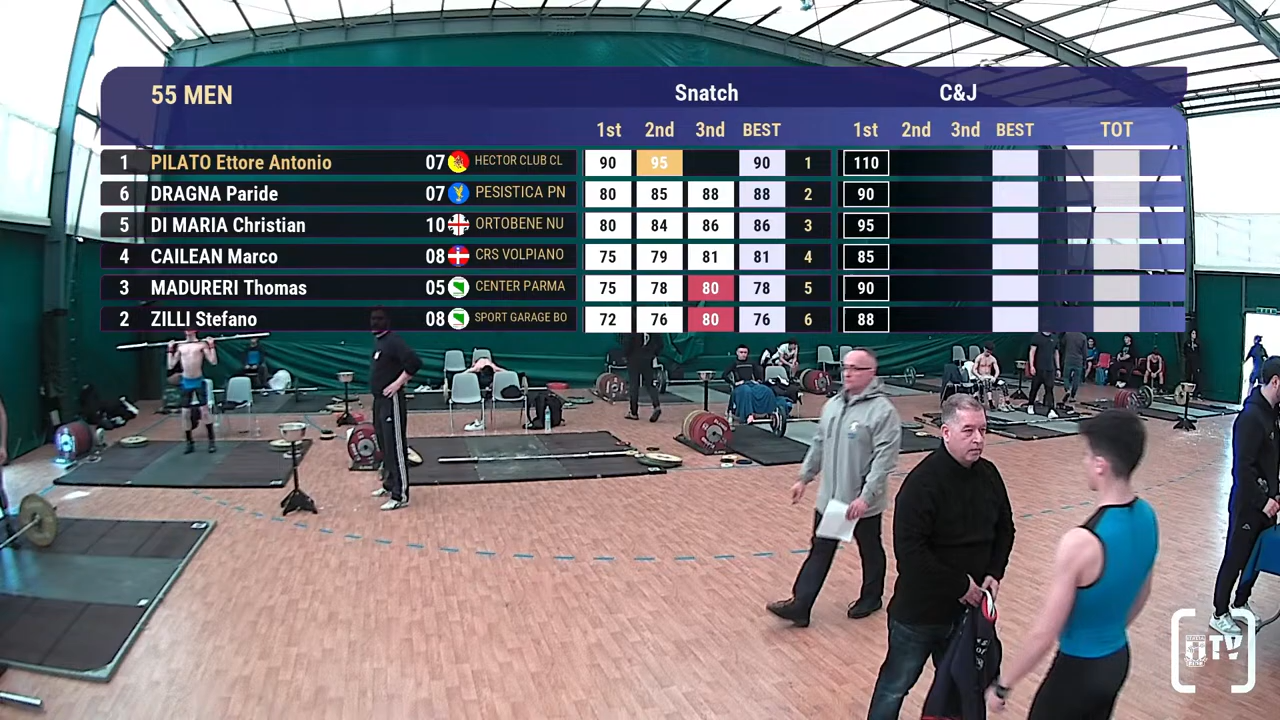 55 MEN Snatch C&J
1st 2nd 3nd BEST 1st 2nd 3nd BEST TOT
1 PILATO Ettore Antonio 07 HECTOR CLUB CL 90 95 90 1 110
6 DRAGNA Paride 07 PESISTICA PN 80 85 88 88 2 90
5 DI MARIA Christian 10 ORTOBENE NU 80 84 86 86 3 95
4 CAILEAN Marco 08 CRS VOLPIANO 75 79 81 81 4 85
3 MADURERI Thomas 05 CENTER PARMA 75 78 80 78 5 90
2 ZILLI Stefano 08 SPORT GARAGE BO 72 76 80 76 6 88
TV